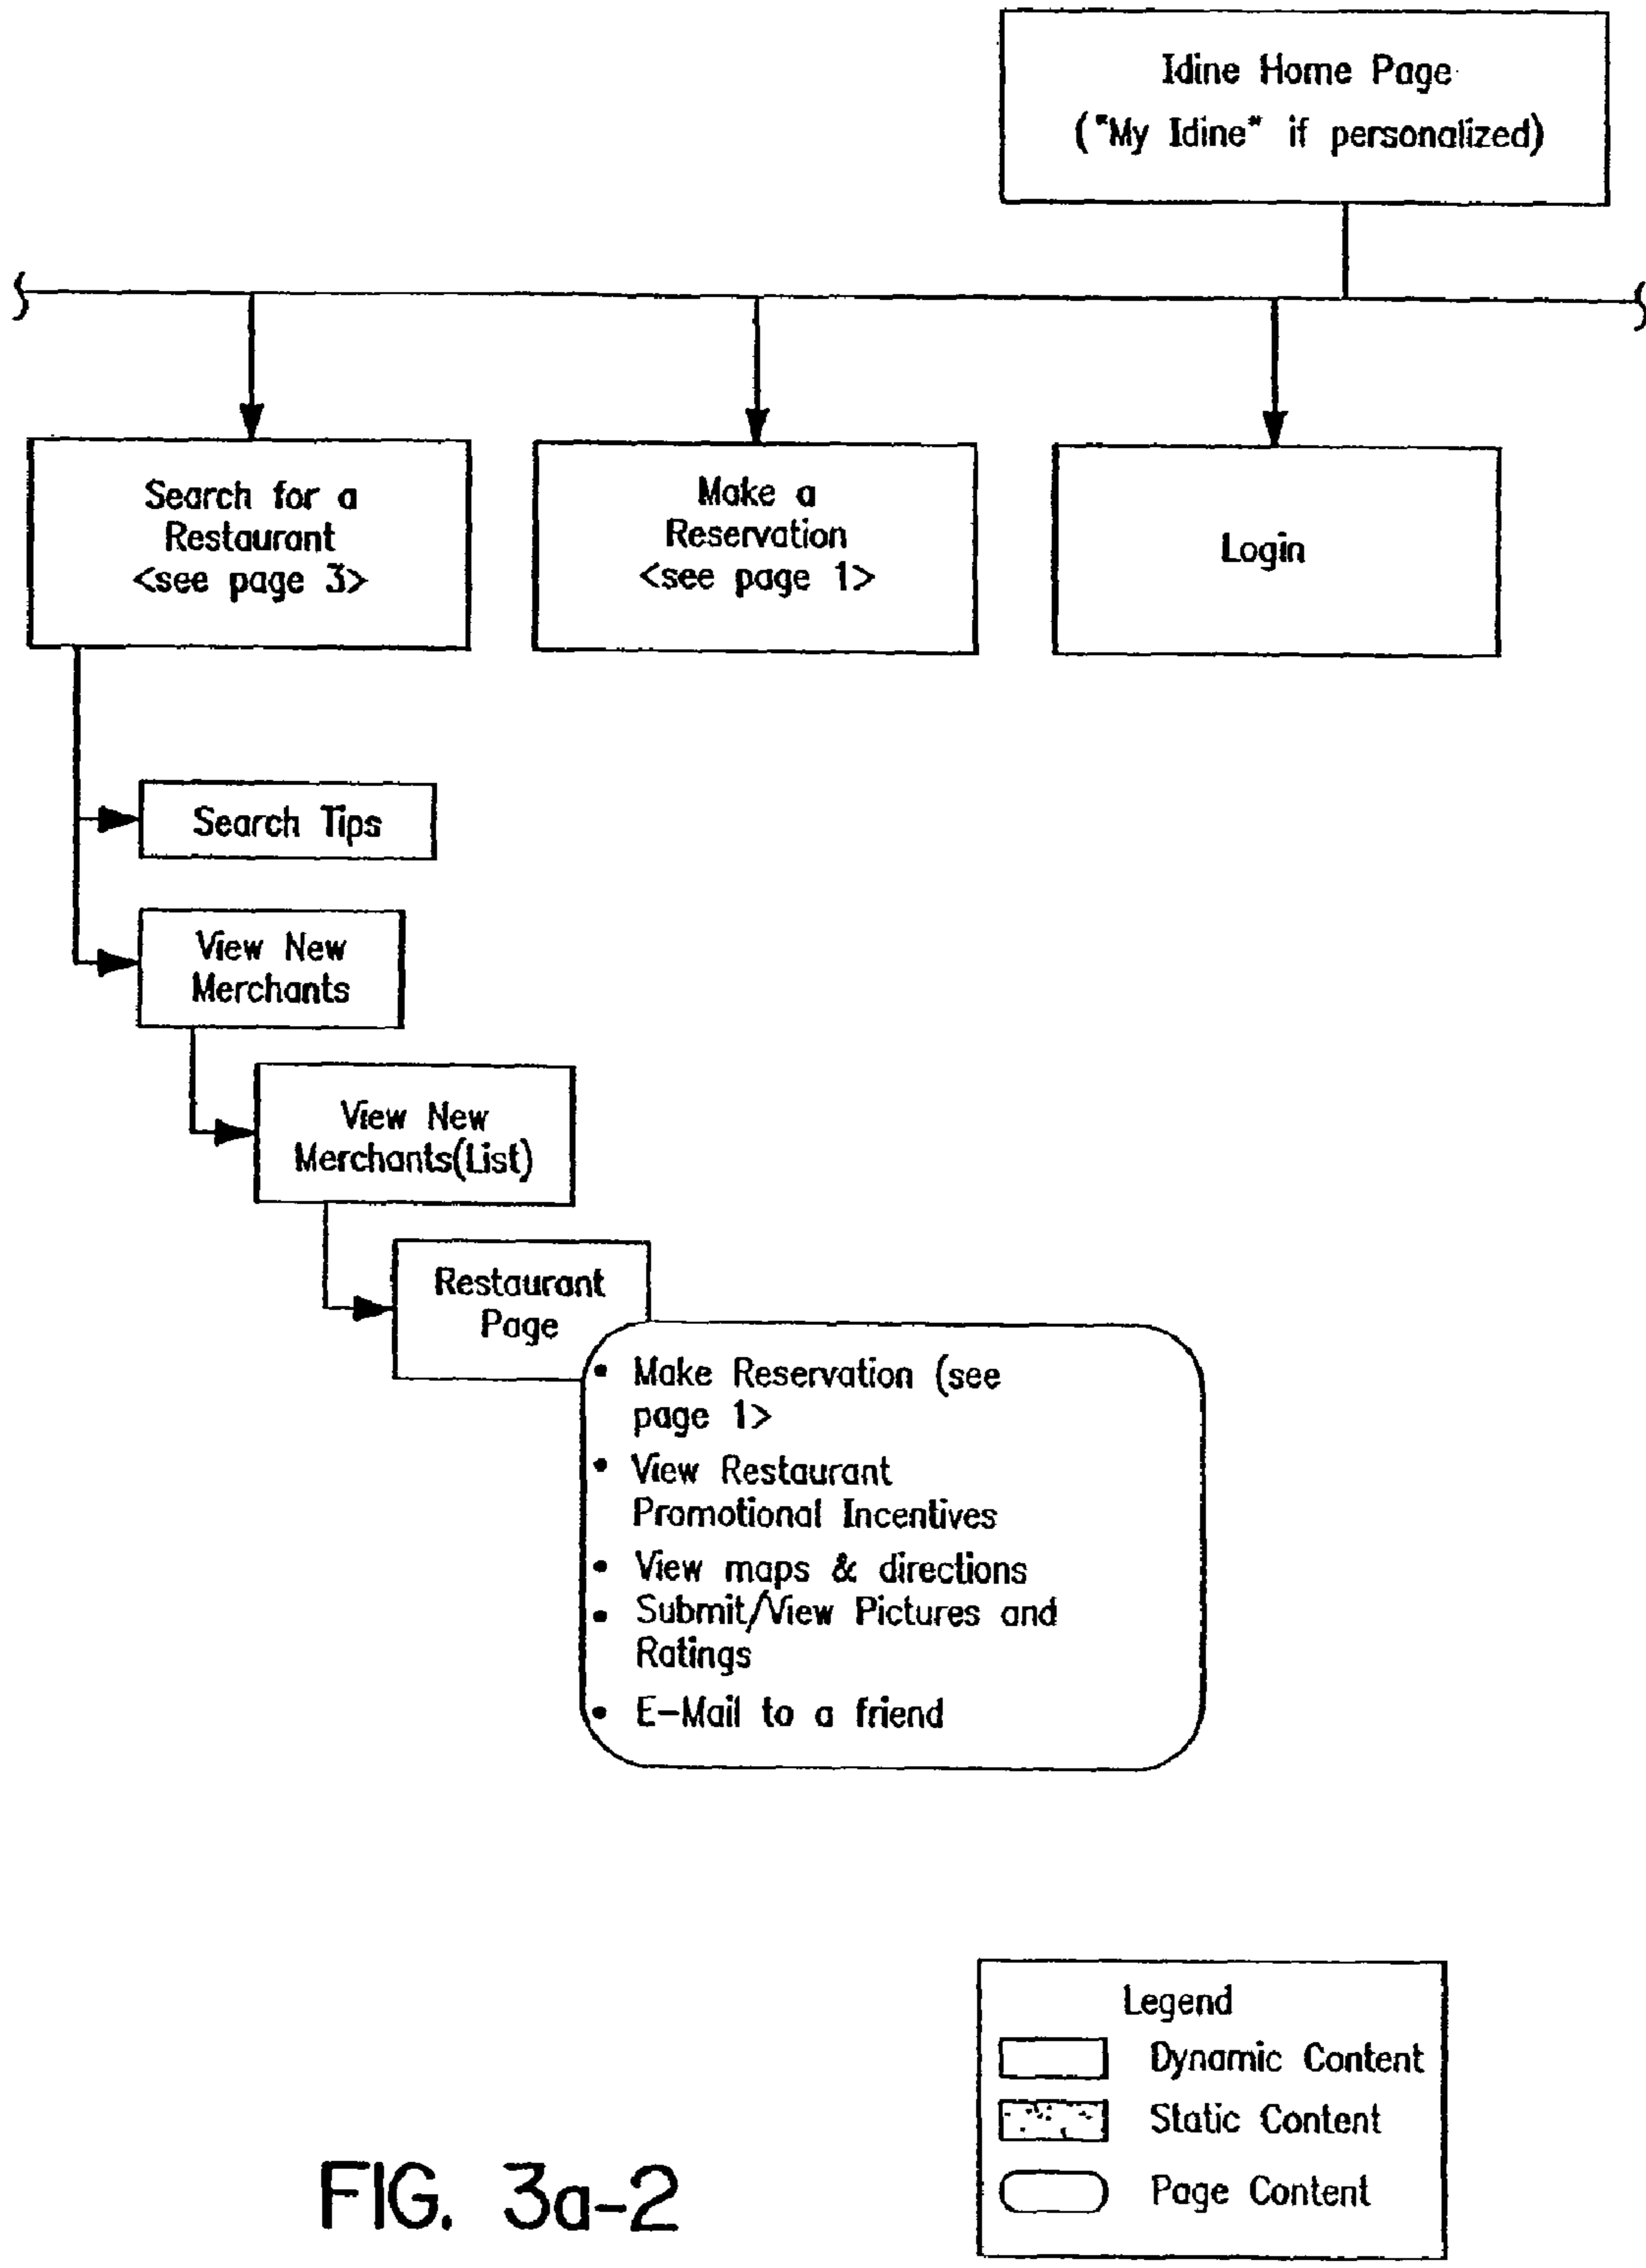 Idine Home Page
("My Idine" if personalized)
Search for a
Restaurant
<see page 3>
Make a
Reservation
<see page 1>
Login
Search Tips
View New
Merchants
View New
Merchants(List)
Restaurant
Page
• Make Reservation (see
page 1>
• View Restaurant
Promotional Incentives
• View maps & directions
• Submit/View Pictures and
Ratings
• E-Mail to a friend
Legend
Dynamic Content
Static Content
Page Content
FIG. 3a-2